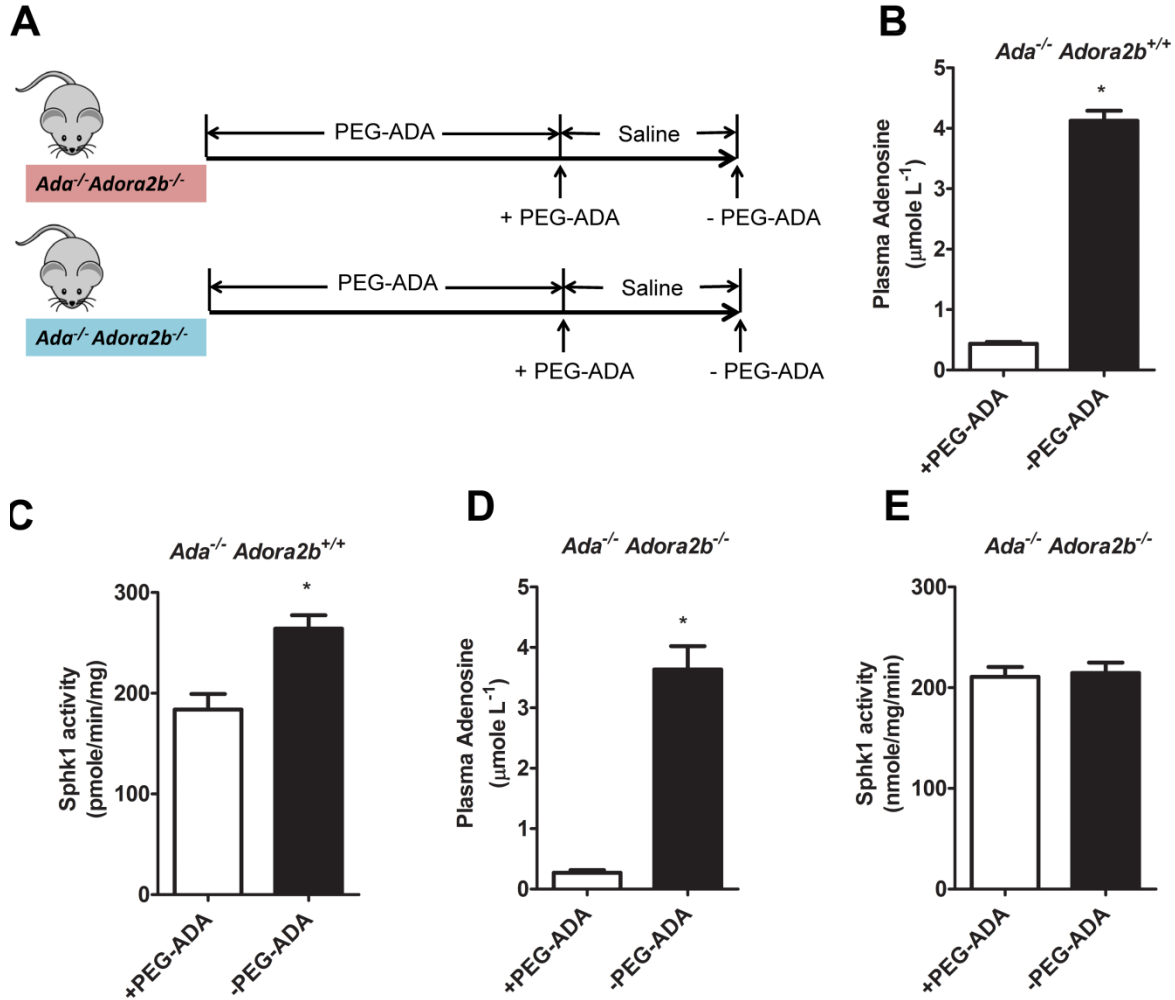 A
PEG-ADA
Saline
Ada-/-Adora2b-/-
+ PEG-ADA
- PEG-ADA
PEG-ADA
Saline
Ada-/- Adora2b-/-
+ PEG-ADA
- PEG-ADA
B
Ada-/- Adora2b+/+
5
*
4
3
2
1
0
Plasma Adenosine
(µmole L-1)
+PEG-ADA
-PEG-ADA
C
Ada-/- Adora2b+/+
300
*
200
100
0
Sphk1 activity
(pmole/min/mg)
+PEG-ADA
-PEG-ADA
D
Ada-/- Adora2b-/-
5
*
4
3
2
1
0
Plasma Adenosine
(µmole L-1)
+PEG-ADA
-PEG-ADA
E
Ada-/- Adora2b-/-
300
200
100
0
Sphk1 activity
(nmole/mg/min)
+PEG-ADA
-PEG-ADA